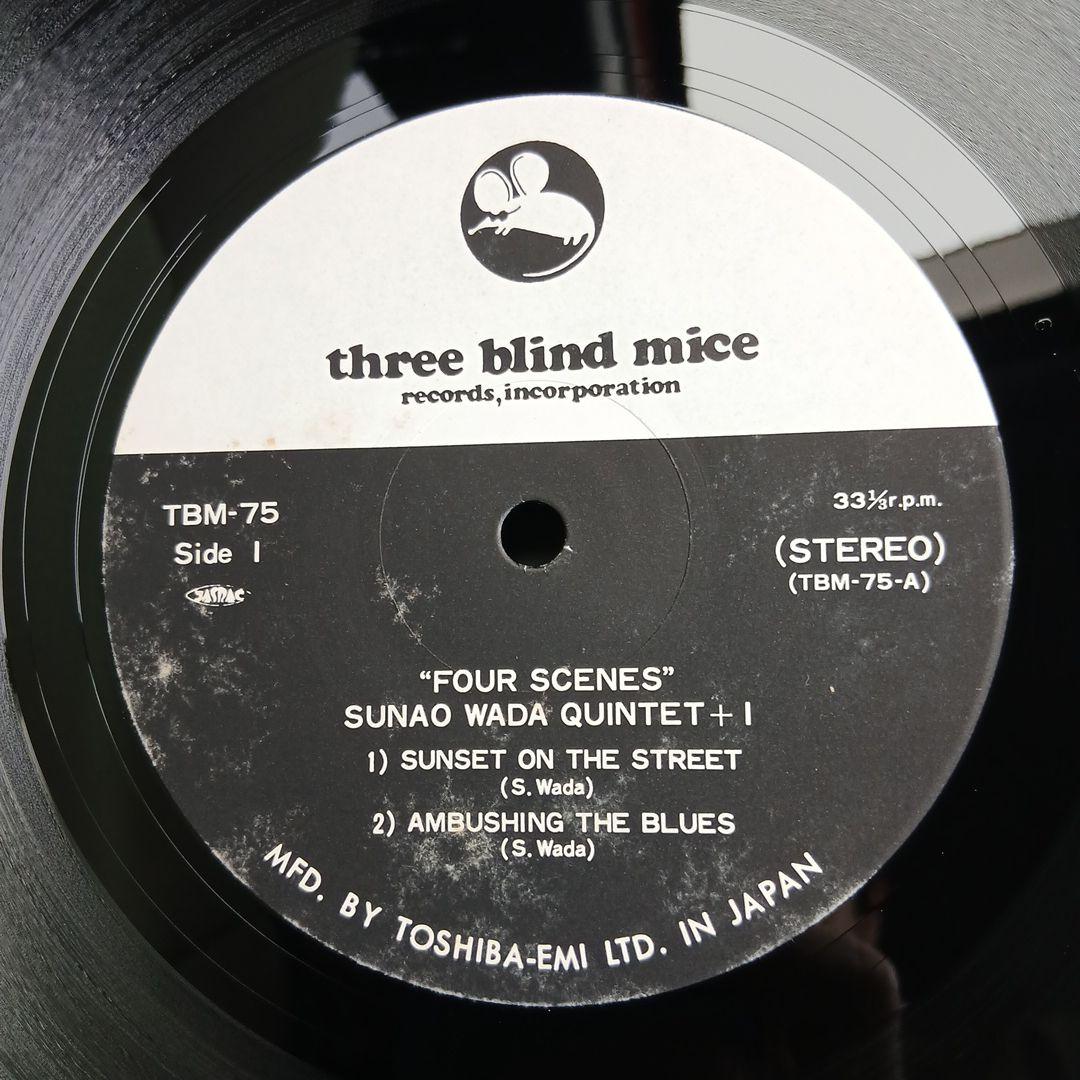 three blind mice
records, incorporation
TBM-75
Side 1
JASRAC
33⅓ r.p.m.
(STEREO)
(TBM-75-A)
“FOUR SCENES”
SUNAO WADA QUINTET + 1
1) SUNSET ON THE STREET
(S. Wada)
2) AMBUSHING THE BLUES
(S. Wada)
MFD. BY TOSHIBA-EMI LTD. IN JAPAN